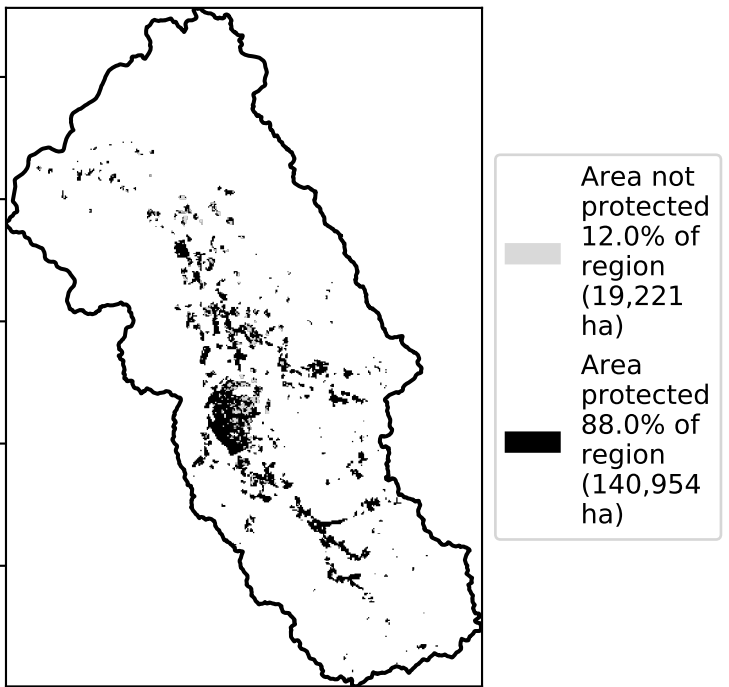 Area not
protected
12.0% of
region
(19,221
ha)
Area
protected
88.0% of
region
(140,954
ha)